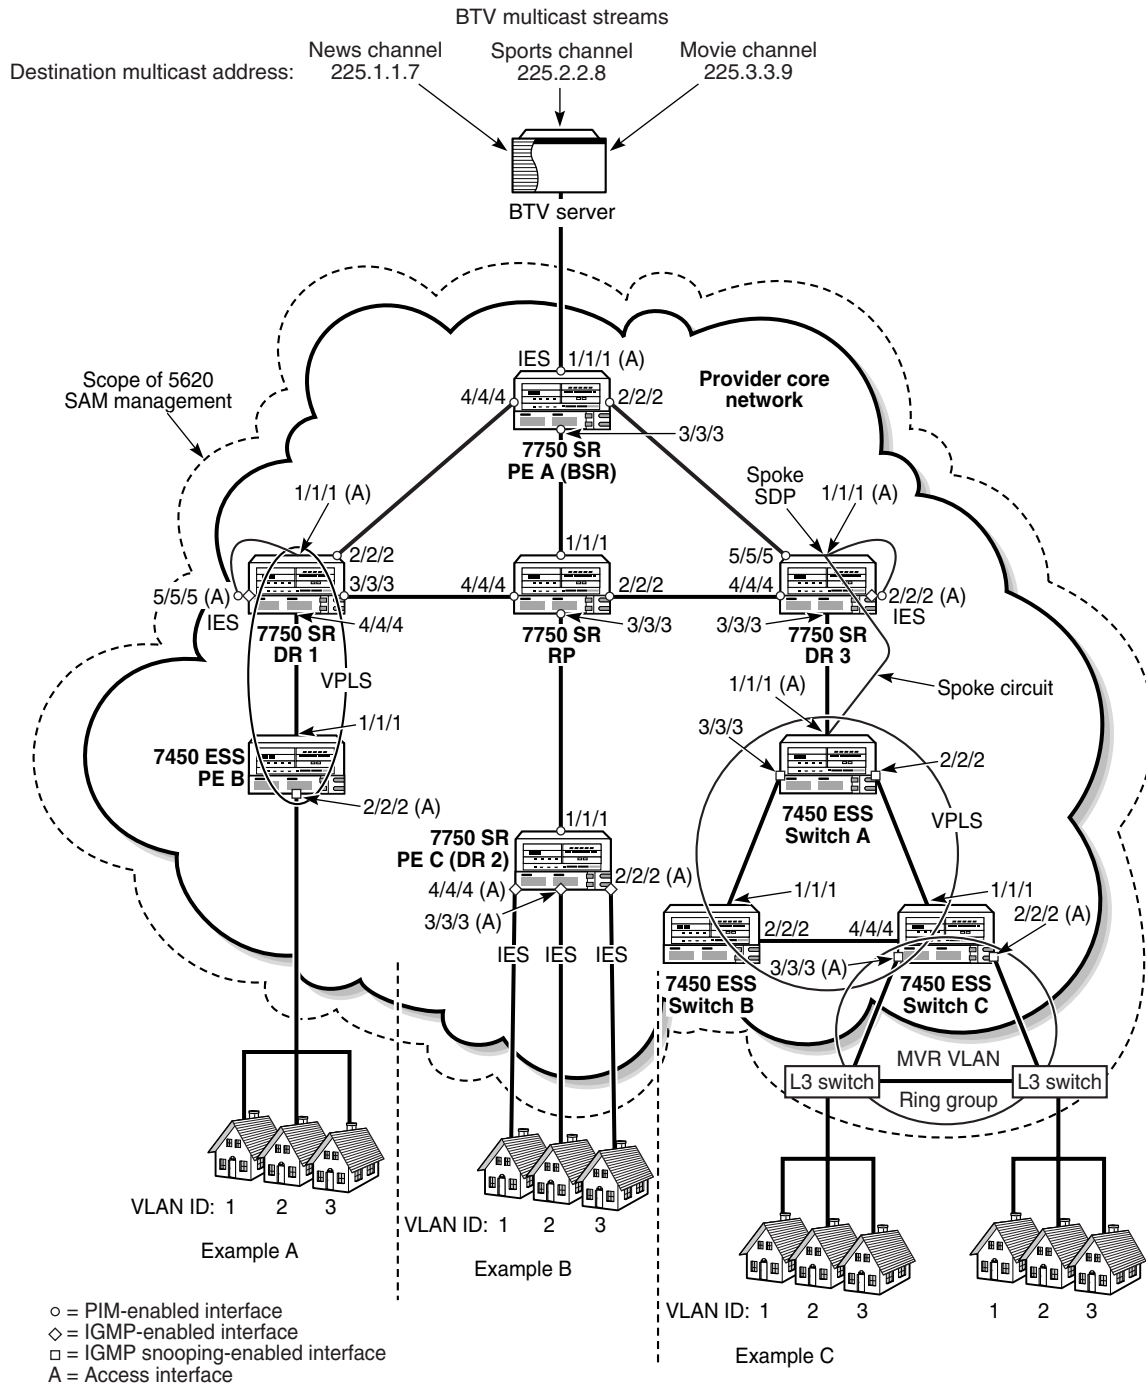 BTV multicast streams
News channel
225.1.1.7
Sports channel
225.2.2.8
Movie channel
225.3.3.9
Destination multicast address:
BTV server
Scope of 5620
SAM management
Provider core
network
IES
1/1/1 (A)
4/4/4
2/2/2
3/3/3
7750 SR
PE A (BSR)
1/1/1 (A)
2/2/2
3/3/3
5/5/5 (A)
IES
4/4/4
7750 SR
DR 1
VPLS
1/1/1
7450 ESS
PE B
2/2/2 (A)
1/1/1
4/4/4
2/2/2
3/3/3
7750 SR
RP
Spoke
SDP
1/1/1 (A)
5/5/5
4/4/4
2/2/2 (A)
IES
3/3/3
7750 SR
DR 3
Spoke circuit
1/1/1 (A)
3/3/3
2/2/2
7450 ESS
Switch A
VPLS
1/1/1
7750 SR
PE C (DR 2)
4/4/4 (A)
2/2/2 (A)
3/3/3 (A)
IES
IES
IES
1/1/1
2/2/2
7450 ESS
Switch B
1/1/1
4/4/4
2/2/2 (A)
3/3/3 (A)
7450 ESS
Switch C
MVR VLAN
L3 switch
L3 switch
Ring group
VLAN ID: 1 2 3
Example A
VLAN ID: 1 2 3
Example B
VLAN ID: 1 2 3
1 2 3
Example C
= PIM-enabled interface
= IGMP-enabled interface
= IGMP snooping-enabled interface
A = Access interface